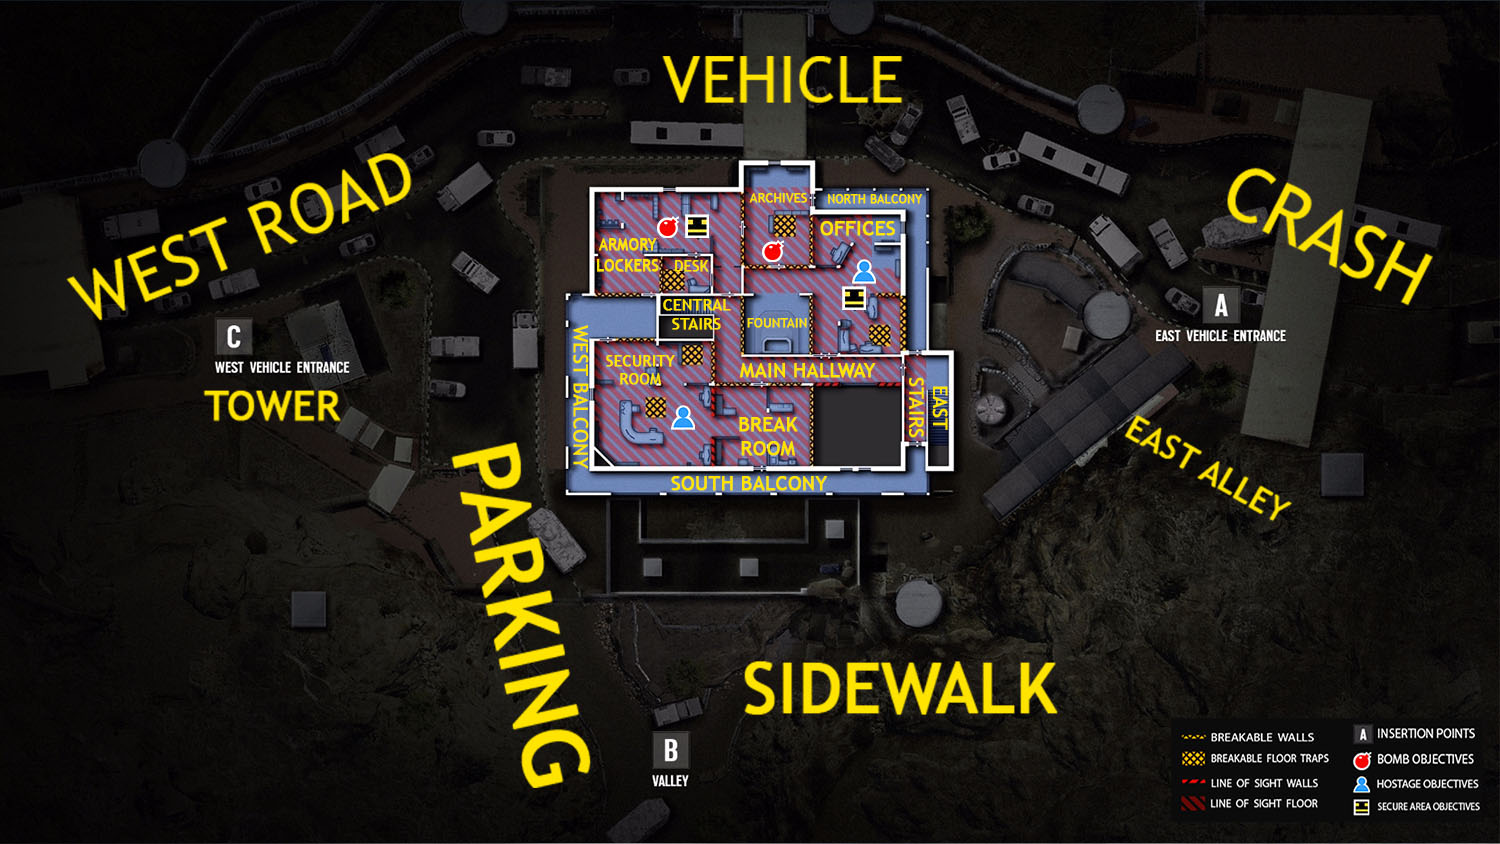 VEHICLE
WEST ROAD
CRASH
ARCHIVES
NORTH BALCONY
OFFICES
ARMORY
LOCKERS
DESK
CENTRAL
STAIRS
FOUNTAIN
WEST BALCONY
SECURITY
ROOM
MAIN HALLWAY
EAST
STAIRS
BREAK
ROOM
SOUTH BALCONY
C
WEST VEHICLE ENTRANCE
TOWER
A
EAST VEHICLE ENTRANCE
EAST ALLEY
PARKING
SIDEWALK
B
VALLEY
BREAKABLE WALLS
BREAKABLE FLOOR TRAPS
LINE OF SIGHT WALLS
LINE OF SIGHT FLOOR
A INSERTION POINTS
BOMB OBJECTIVES
HOSTAGE OBJECTIVES
SECURE AREA OBJECTIVES